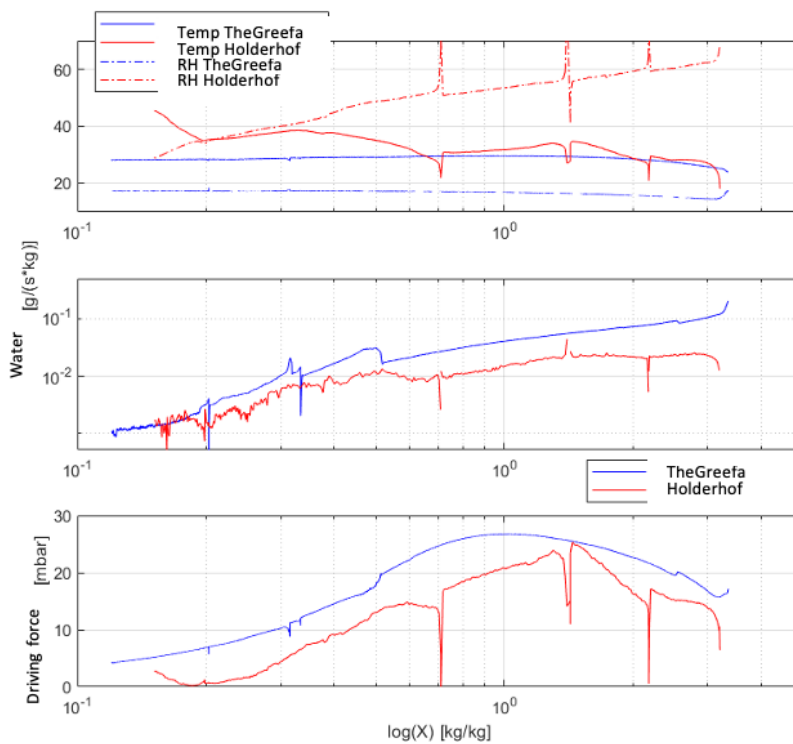 Temp TheGreefa
Temp Holderhof
RH TheGreefa
RH Holderhof
60
40
20
10^-1
10^0
Water [g/(s*kg)]
10^-1
10^-2
10^-1
10^0
TheGreefa
Holderhof
Driving force [mbar]
30
20
10
0
10^-1
10^0
log(X) [kg/kg]